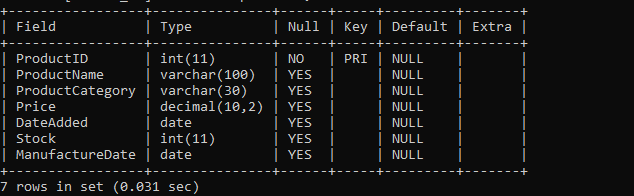 +-----------------+---------------+------+-----+---------+-------+
| Field           | Type          | Null | Key | Default | Extra |
+-----------------+---------------+------+-----+---------+-------+
| ProductID       | int(11)       | NO   | PRI | NULL    |       |
| ProductName     | varchar(100)  | YES  |     | NULL    |       |
| ProductCategory | varchar(30)   | YES  |     | NULL    |       |
| Price           | decimal(10,2) | YES  |     | NULL    |       |
| DateAdded       | date          | YES  |     | NULL    |       |
| Stock           | int(11)       | YES  |     | NULL    |       |
| ManufactureDate | date          | YES  |     | NULL    |       |
+-----------------+---------------+------+-----+---------+-------+
7 rows in set (0.031 sec)